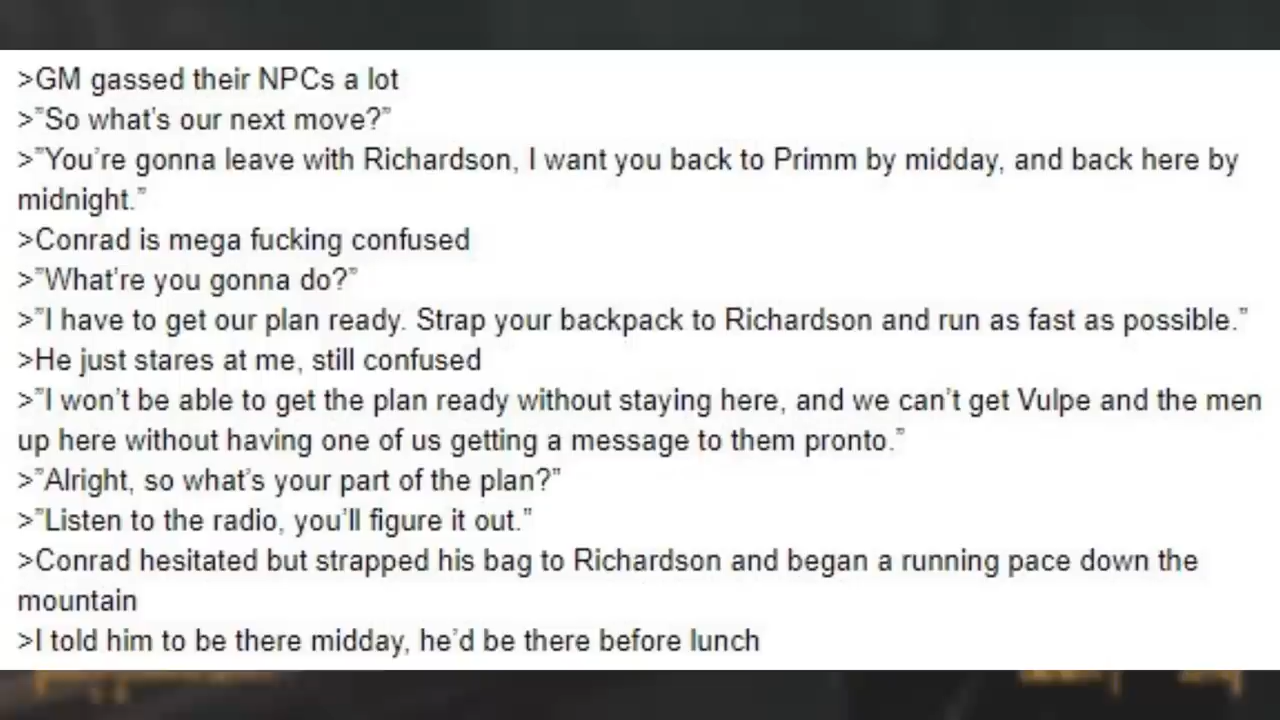 >GM gassed their NPCs a lot
>"So what's our next move?"
>"You're gonna leave with Richardson, I want you back to Primm by midday, and back here by
midnight."
>Conrad is mega fucking confused
>"What're you gonna do?"
>"I have to get our plan ready. Strap your backpack to Richardson and run as fast as possible."
>He just stares at me, still confused
>"I won't be able to get the plan ready without staying here, and we can't get Vulpe and the men
up here without having one of us getting a message to them pronto."
>"Alright, so what's your part of the plan?"
>"Listen to the radio, you'll figure it out."
>Conrad hesitated but strapped his bag to Richardson and began a running pace down the
mountain
>I told him to be there midday, he'd be there before lunch